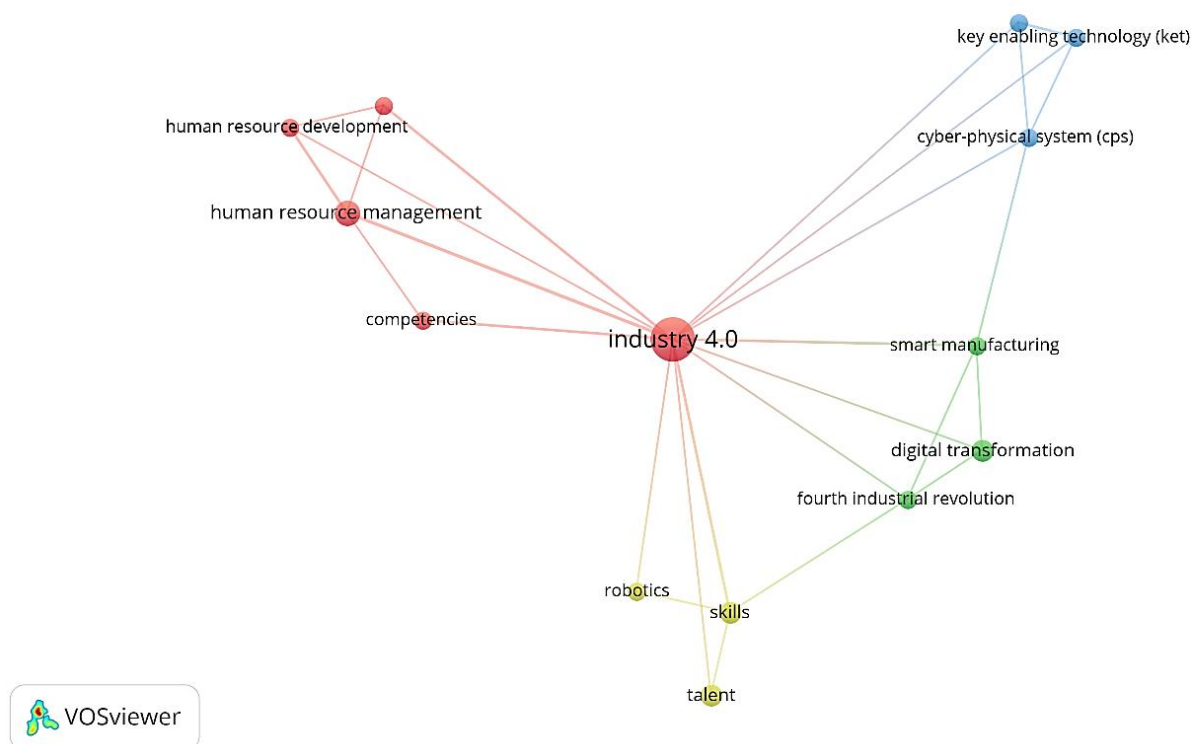 key enabling technology (ket)
human resource development
cyber-physical system (cps)
human resource management
competencies
industry 4.0
smart manufacturing
digital transformation
fourth industrial revolution
robotics
skills
talent
VOSviewer